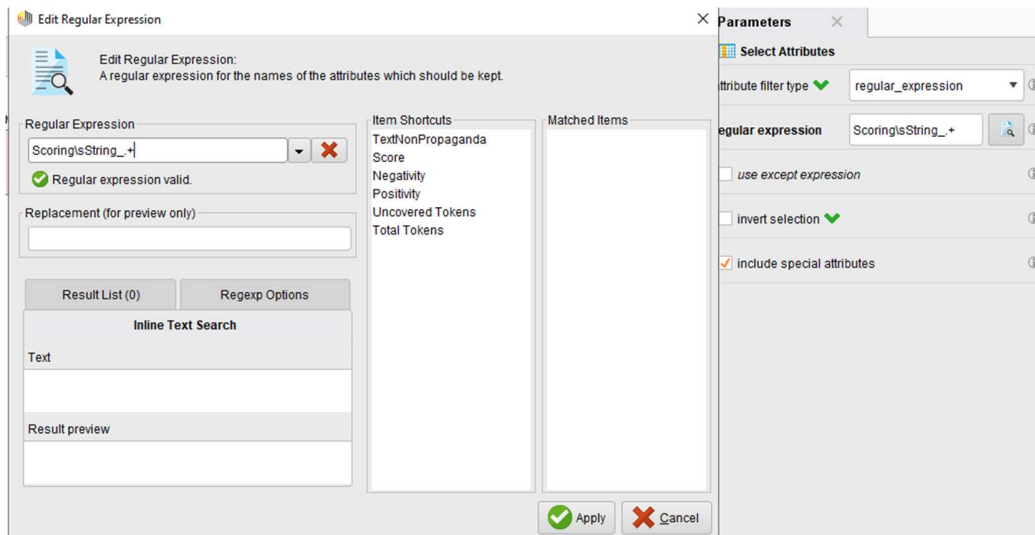 Edit Regular Expression
Edit Regular Expression:
A regular expression for the names of the attributes which should be kept.
Regular Expression
Scoring\sString_.+
Regular expression valid.
Replacement (for preview only)
Result List (0)
Regexp Options
Inline Text Search
Text
Result preview
Item Shortcuts
TextNonPropaganda
Score
Negativity
Positivity
Uncovered Tokens
Total Tokens
Matched Items
Apply
Cancel
Parameters
Select Attributes
ttribute filter type
regular_expression
egular expression
Scoring\sString_.+
use except expression
invert selection
include special attributes